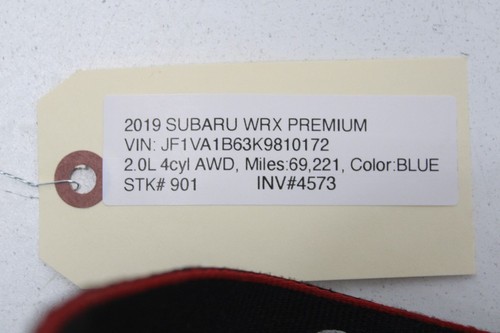 2019 SUBARU WRX PREMIUM
VIN: JF1VA1B63K9810172
2.0L 4cyl AWD, Miles:69,221, Color:BLUE
STK# 901 INV#4573